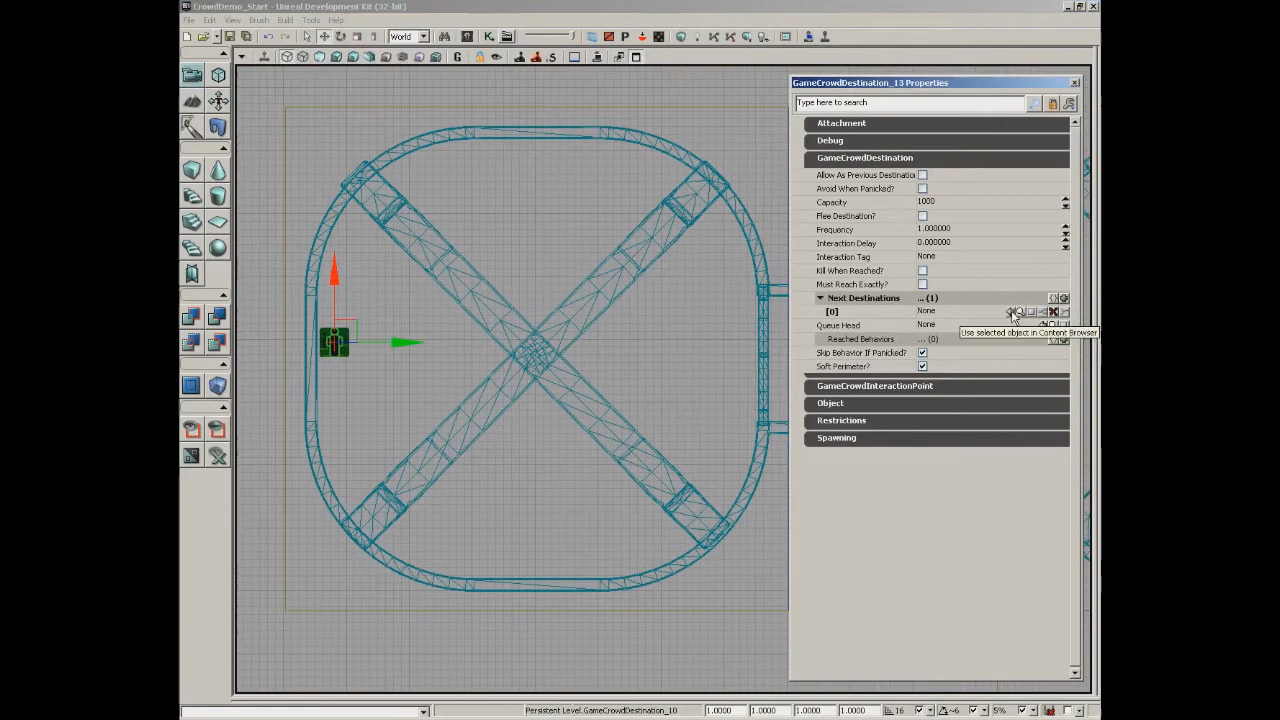 CrowdDemo_Start - Unreal Development Kit (32-bit)
File Edit View Brush Build Tools Help
World
GameCrowdDestination_13 Properties
Type here to search
Attachment
Debug
GameCrowdDestination
Allow As Previous Destinatio
Avoid When Panicked?
Capacity 1000
Flee Destination?
Frequency 1.000000
Interaction Delay 0.000000
Interaction Tag None
Kill When Reached?
Must Reach Exactly?
Next Destinations ... (1)
[0] None
Queue Head None
Use selected object in Content Browser
Reached Behaviors ... (0)
Skip Behavior If Panicked?
Soft Perimeter?
GameCrowdInteractionPoint
Object
Restrictions
Spawning
Persistent Level.GameCrowdDestination_10 1.0000 1.0000 1.0000 1.0000 16 ~6 5%